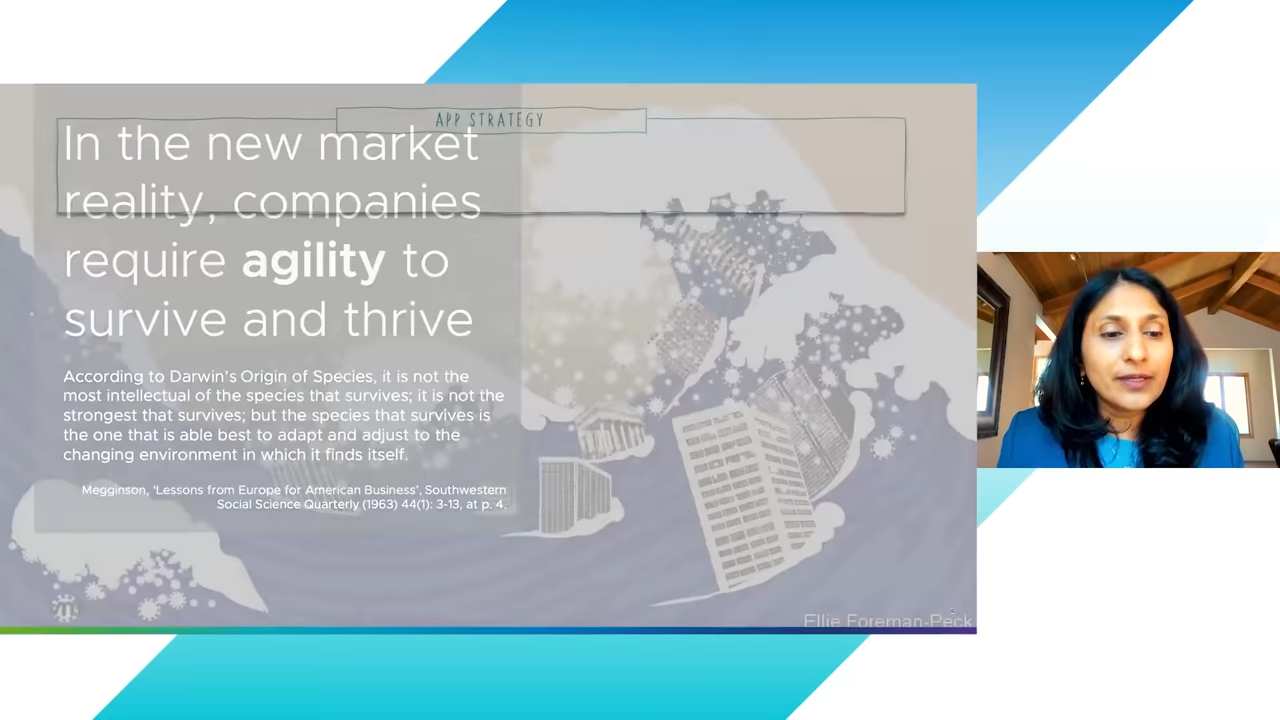 APP STRATEGY
In the new market
reality, companies
require agility to
survive and thrive
According to Darwin's Origin of Species, it is not the
most intellectual of the species that survives; it is not the
strongest that survives; but the species that survives is
the one that is able best to adapt and adjust to the
changing environment in which it finds itself.
Megginson, 'Lessons from Europe for American Business', Southwestern
Social Science Quarterly (1963) 44(1): 3-13, at p. 4.
vm
Ellie Foreman-Peck